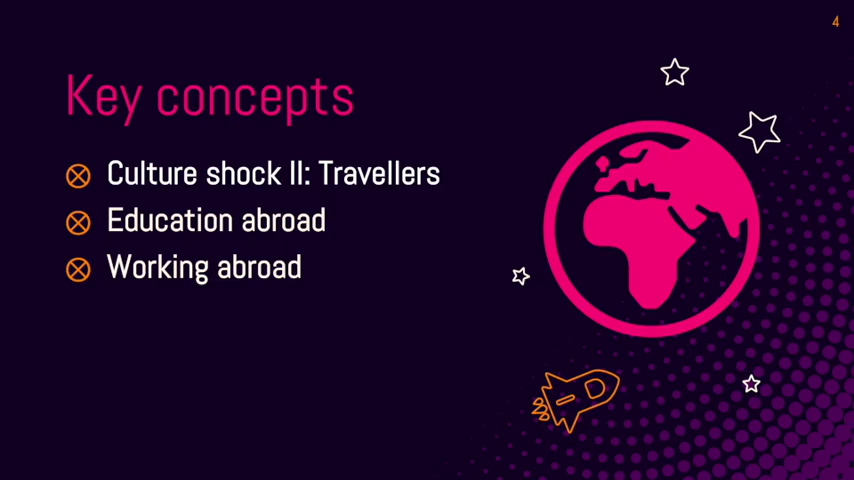 4
Key concepts
Culture shock II: Travellers
Education abroad
Working abroad